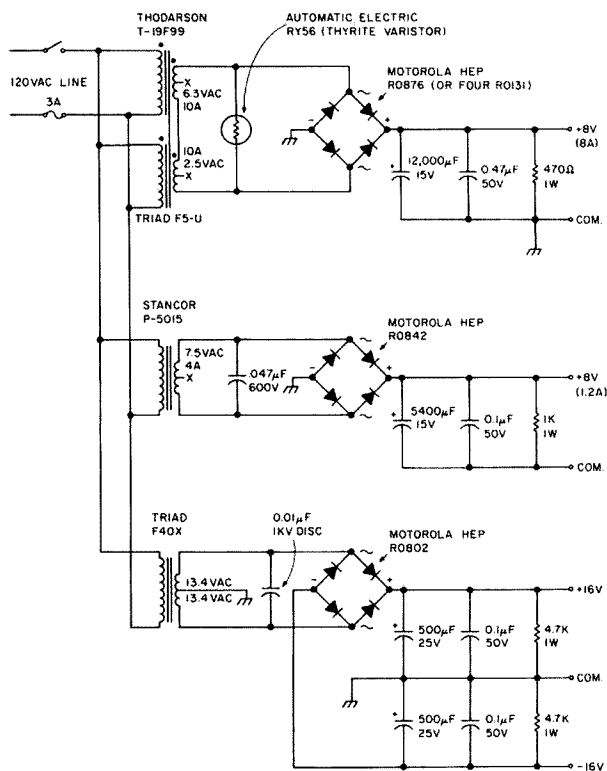 THODARSON
T-19F99
AUTOMATIC ELECTRIC
RY56 (THYRITE VARISTOR)
120VAC LINE
3A
X
6.3VAC
10A
MOTOROLA HEP
R0876 (OR FOUR R0131)
~
-
+
+8V
(8A)
10A
2.5VAC
X
+
12,000µF
15V
0.47µF
50V
470Ω
1W
~
TRIAD F5-U
COM.
STANCOR
P-5015
MOTOROLA HEP
R0842
7.5VAC
4A
X
.047µF
600V
~
-
+
+8V
(1.2A)
+
5400µF
15V
0.1µF
50V
1K
1W
~
COM.
TRIAD
F40X
0.01µF
1KV DISC
MOTOROLA HEP
R0802
13.4VAC
13.4VAC
~
-
+
+16V
~
+
500µF
25V
0.1µF
50V
4.7K
1W
COM.
+
500µF
25V
0.1µF
50V
4.7K
1W
-16V